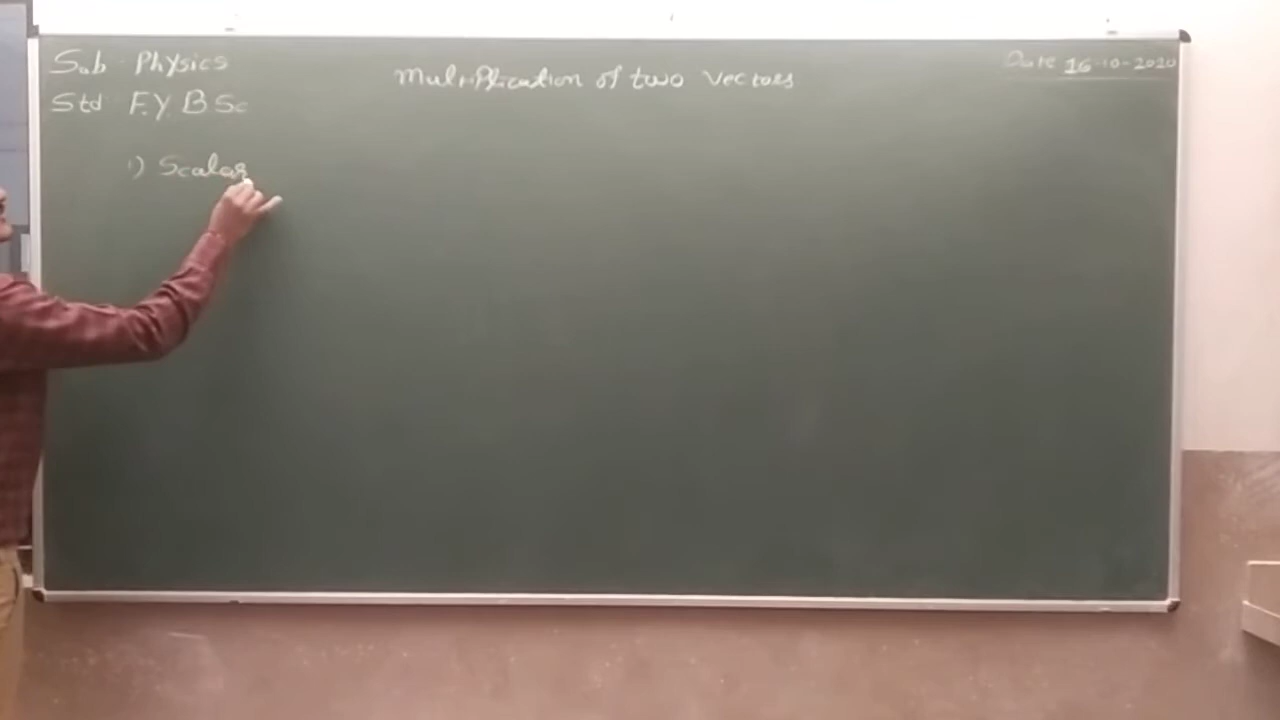 Sub Physics
Std F.Y. B Sc
Multiplication of two vectors
Date 16-10-2020
1) Scalar